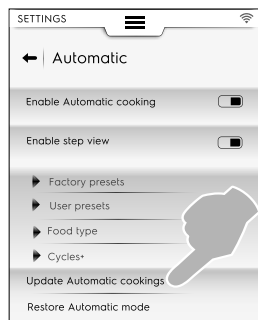 SETTINGS
Automatic
Enable Automatic cooking
Enable step view
Factory presets
User presets
Food type
Cycles+
Update Automatic cookings
Restore Automatic mode